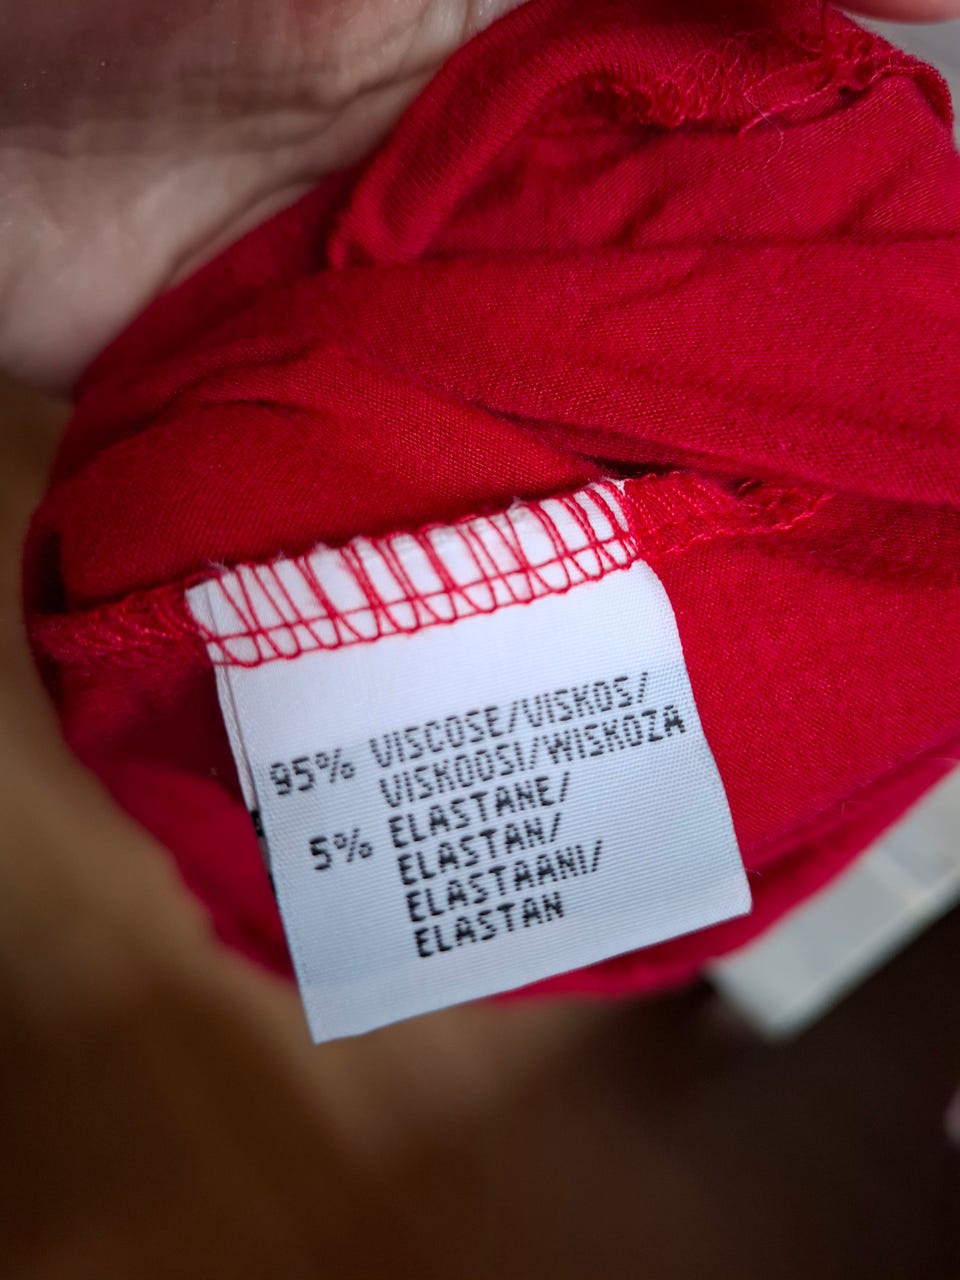 95% VISCOSE/VISKOS/
VISKOOSI/WISKOZA
5% ELASTANE/
ELASTAN/
ELASTAANI/
ELASTAN